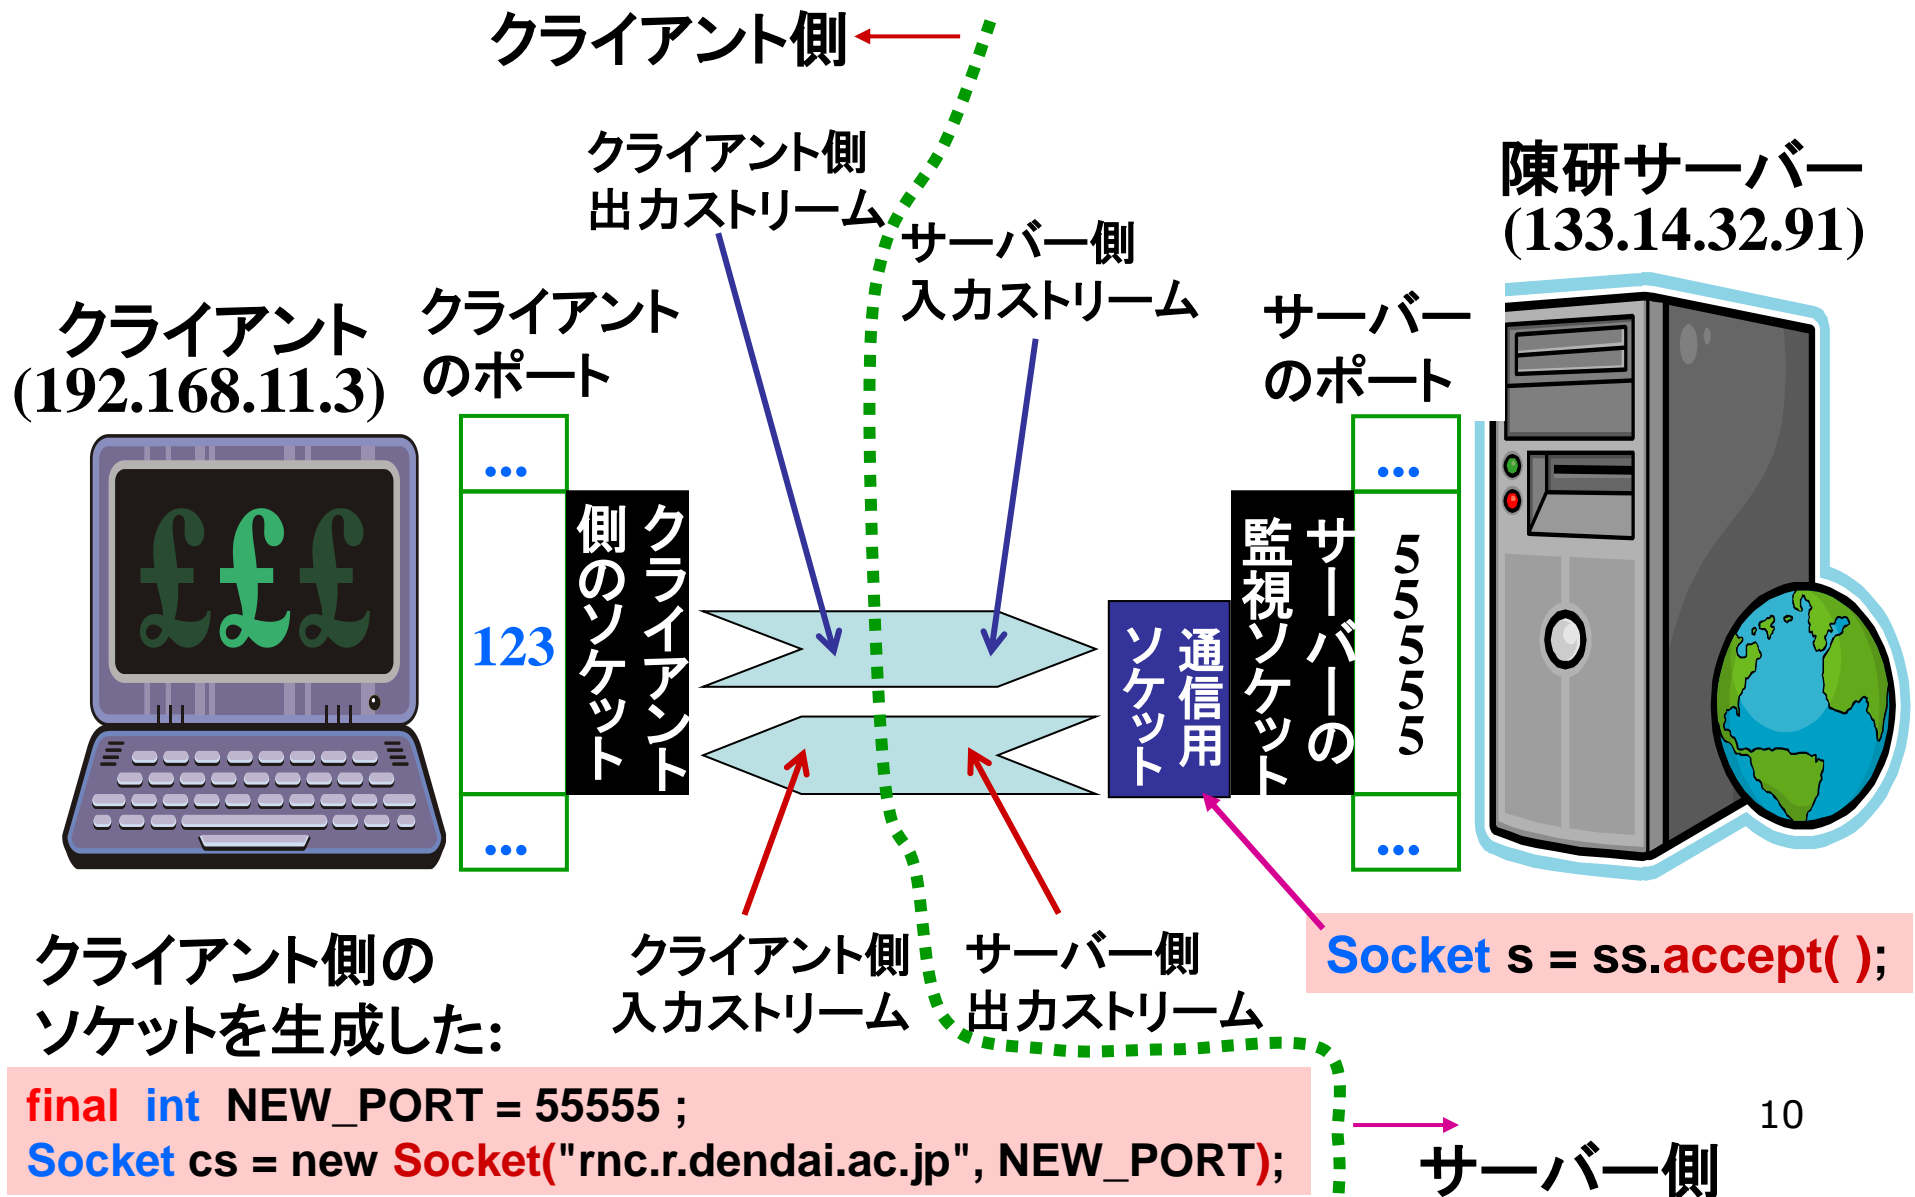 クライアント側
クライアント側
出力ストリーム
サーバー側
入力ストリーム
陳研サーバー
(133.14.32.91)
クライアント
(192.168.11.3)
クライアント
のポート
サーバー
のポート
...
123
...
クライアント
側のソケット
通信用
ソケット
サーバーの
監視ソケット
...
55555
...
£££
クライアント側
入力ストリーム
サーバー側
出力ストリーム
Socket s = ss.accept( );
クライアント側の
ソケットを生成した:
final int NEW_PORT = 55555 ;
Socket cs = new Socket("rnc.r.dendai.ac.jp", NEW_PORT);
サーバー側
10